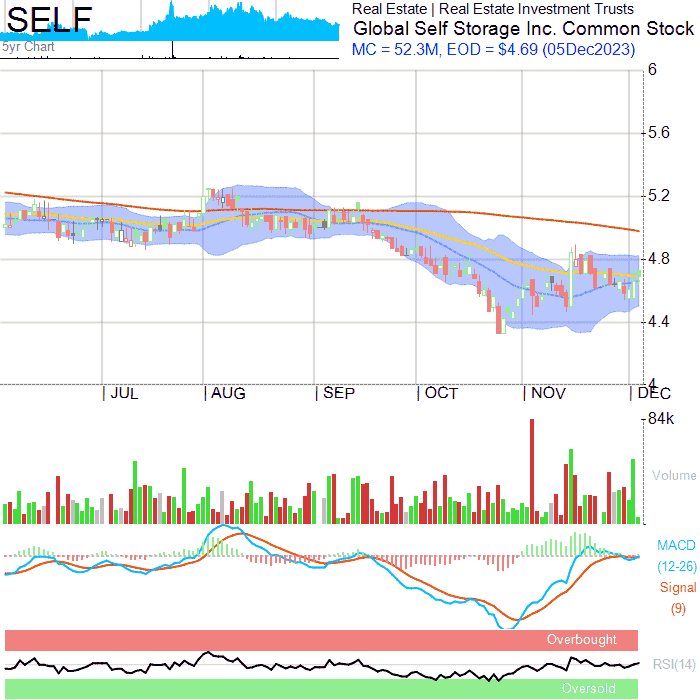 SELF
5yr Chart
Real Estate | Real Estate Investment Trusts
Global Self Storage Inc. Common Stock
MC = 52.3M, EOD = $4.69 (05Dec2023)
6
5.6
5.2
4.8
4.4
4
JUL
AUG
SEP
OCT
NOV
DEC
84k
Volume
MACD
(12-26)
Signal
(9)
Overbought
RSI(14)
Oversold